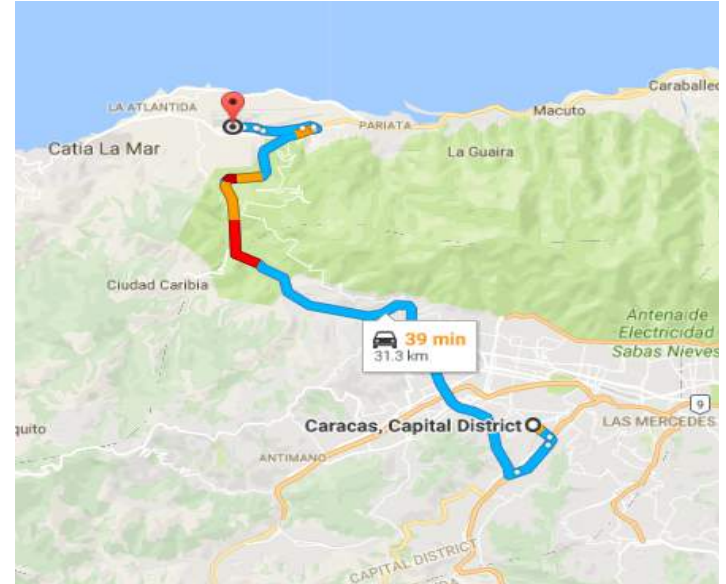 LA ATLANTIDA
Catia La Mar
PARIATA
Macuto
Caraballe
La Guaira
Ciudad Caribia
Antena de
Electricidad
Sabas Nieves
39 min
31.3 km
9
Caracas, Capital District
LAS MERCEDES
quito
ANTIMANO
CAPITAL DISTRICT